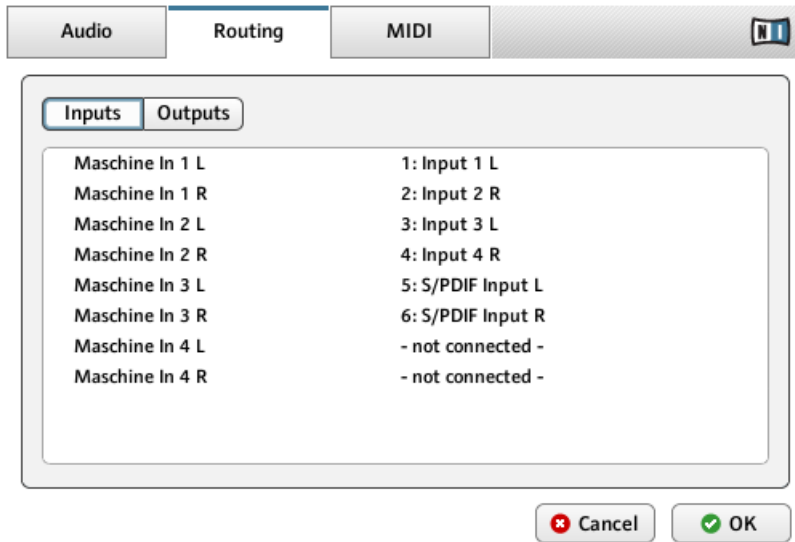 Audio Routing MIDI NI
Inputs Outputs
Maschine In 1 L 1: Input 1 L
Maschine In 1 R 2: Input 2 R
Maschine In 2 L 3: Input 3 L
Maschine In 2 R 4: Input 4 R
Maschine In 3 L 5: S/PDIF Input L
Maschine In 3 R 6: S/PDIF Input R
Maschine In 4 L - not connected -
Maschine In 4 R - not connected -
Cancel OK